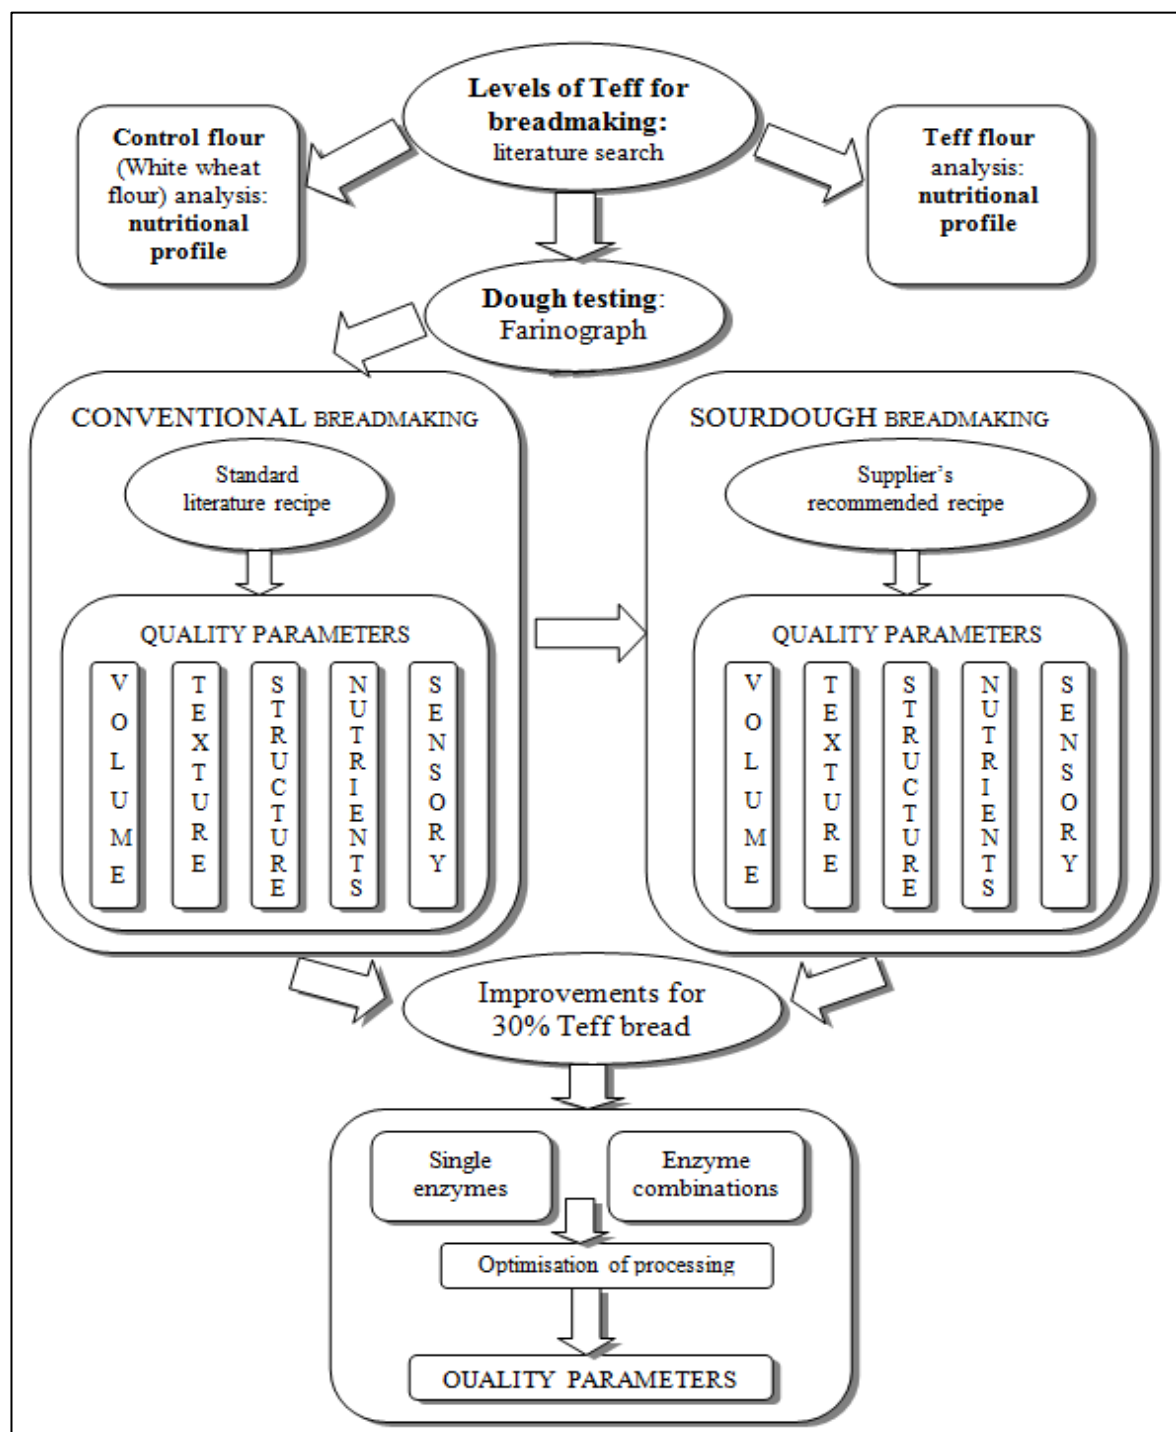 Levels of Teff for
breadmaking:
literature search
Control flour
(White wheat
flour) analysis:
nutritional
profile
Teff flour
analysis:
nutritional
profile
Dough testing:
Farinograph
CONVENTIONAL BREADMAKING
Standard
literature recipe
QUALITY PARAMETERS
VOLUME
TEXTURE
STRUCTURE
NUTRIENTS
SENSORY
SOURDOUGH BREADMAKING
Supplier's
recommended recipe
QUALITY PARAMETERS
VOLUME
TEXTURE
STRUCTURE
NUTRIENTS
SENSORY
Improvements for
30% Teff bread
Single
enzymes
Enzyme
combinations
Optimisation of processing
QUALITY PARAMETERS